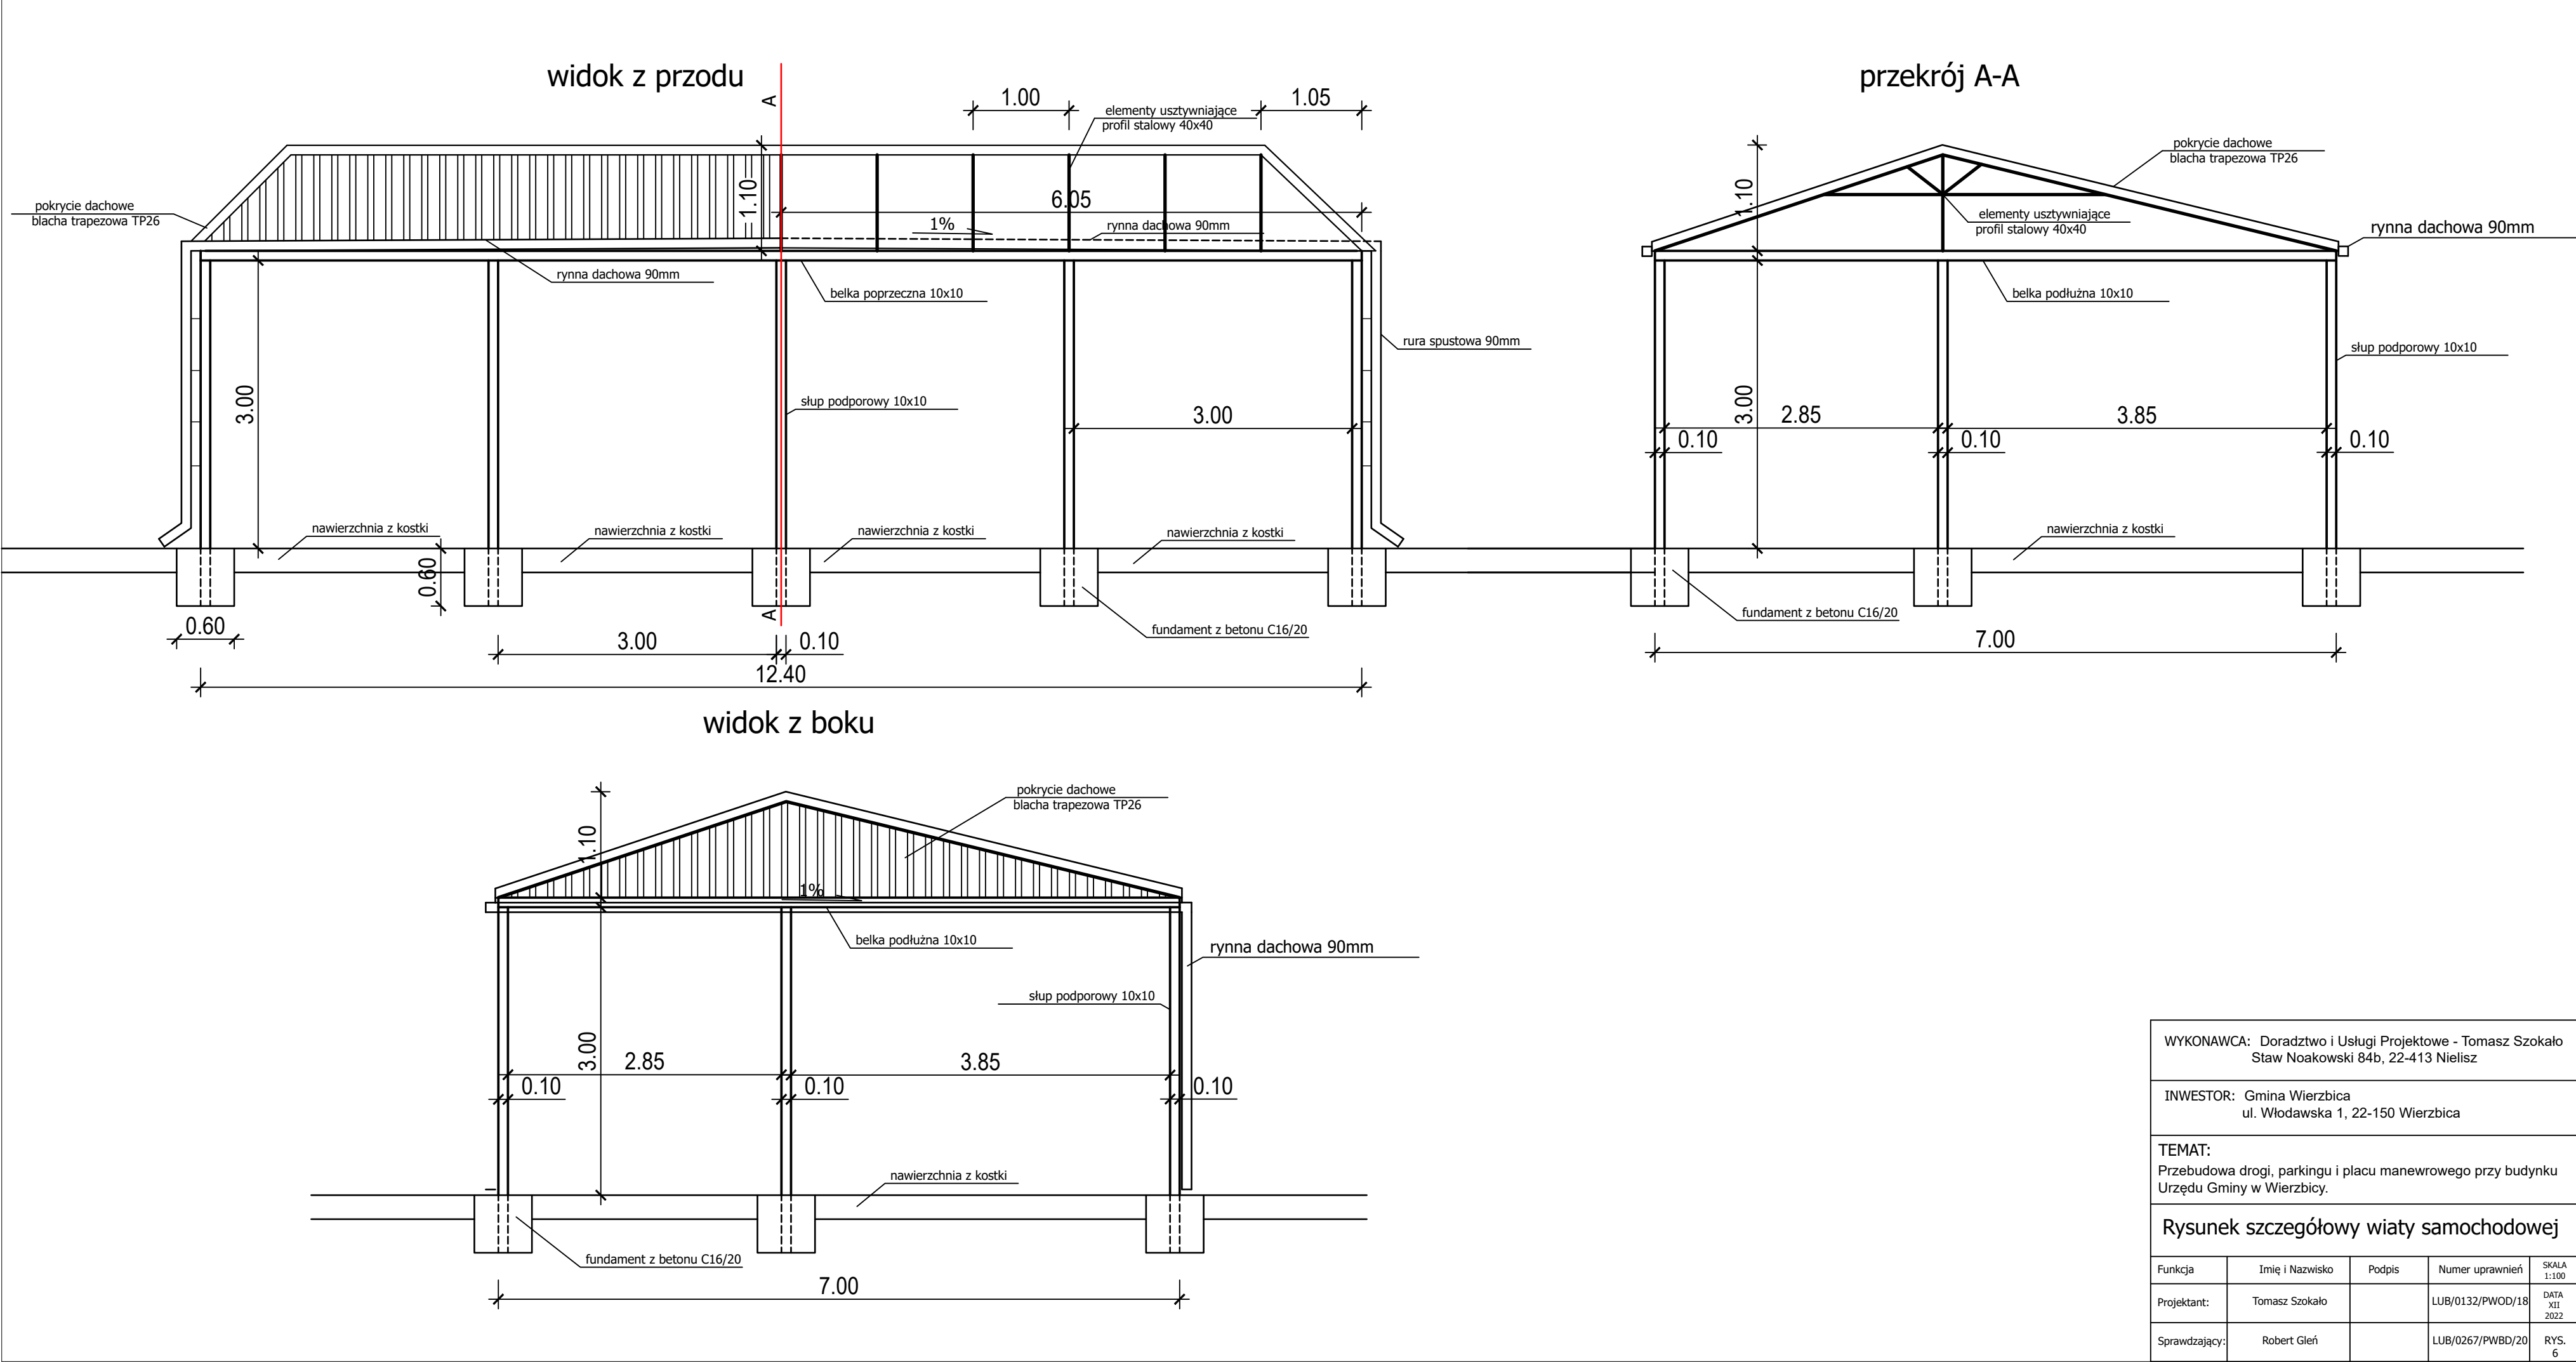 widok z przodu
A
1.00
elementy usztywniające
profil stalowy 40x40
1.05
1.10
6.05
1%
rynna dachowa 90mm
pokrycie dachowe
blacha trapezowa TP26
rynna dachowa 90mm
belka poprzeczna 10x10
rura spustowa 90mm
3.00
słup podporowy 10x10
3.00
nawierzchnia z kostki
nawierzchnia z kostki
nawierzchnia z kostki
nawierzchnia z kostki
0.60
0.60
A
fundament z betonu C16/20
3.00
0.10
12.40
przekrój A-A
pokrycie dachowe
blacha trapezowa TP26
1.10
elementy usztywniające
profil stalowy 40x40
rynna dachowa 90mm
belka podłużna 10x10
słup podporowy 10x10
3.00
2.85
3.85
0.10
0.10
0.10
nawierzchnia z kostki
fundament z betonu C16/20
7.00
widok z boku
pokrycie dachowe
blacha trapezowa TP26
1.10
1%
belka podłużna 10x10
rynna dachowa 90mm
słup podporowy 10x10
3.00
2.85
3.85
0.10
0.10
0.10
nawierzchnia z kostki
fundament z betonu C16/20
7.00
WYKONAWCA: Doradztwo i Usługi Projektowe - Tomasz Szokało
Staw Noakowski 84b, 22-413 Nielisz
INWESTOR: Gmina Wierzbica
ul. Włodawska 1, 22-150 Wierzbica
TEMAT:
Przebudowa drogi, parkingu i placu manewrowego przy budynku
Urzędu Gminy w Wierzbicy.
Rysunek szczegółowy wiaty samochodowej
Funkcja Imię i Nazwisko Podpis Numer uprawnień SKALA
1:100
Projektant: Tomasz Szokało LUB/0132/PWOD/18 DATA
XII
2022
Sprawdzający: Robert Gleń LUB/0267/PWBD/20 RYS.
6